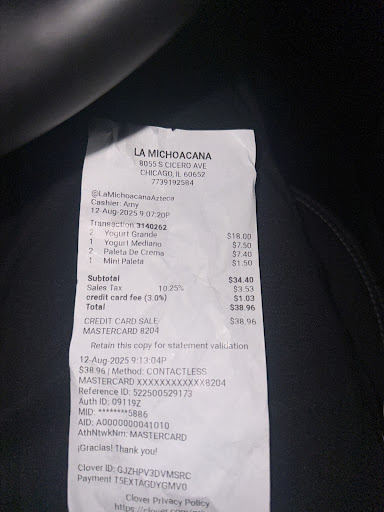 LA MICHOACANA
8055 S CICERO AVE
CHICAGO, IL 60652
7739192584
@LaMichoacanaAzteca
Cashier: Amy
12-Aug-2025 9:07:20P
Transaction 3140262
2 Yogurt Grande $18.00
1 Yogurt Mediano $7.50
2 Paleta De Crema $7.40
1 Mini Paleta $1.50
Subtotal $34.40
Sales Tax 10.25% $3.53
credit card fee (3.0%) $1.03
Total $38.96
CREDIT CARD SALE $38.96
MASTERCARD 8204
Retain this copy for statement validation
12-Aug-2025 9:13:04P
$38.96 | Method: CONTACTLESS
MASTERCARD XXXXXXXXXXXX8204
Reference ID: 522500529173
Auth ID: 09119Z
MID: ********5886
AID: A0000000041010
AthNtwkNm: MASTERCARD
¡Gracias! Thank you!
Clover ID: GJZHPV3DVMSRC
Payment T5EXTAGDYGMV0
Clover Privacy Policy